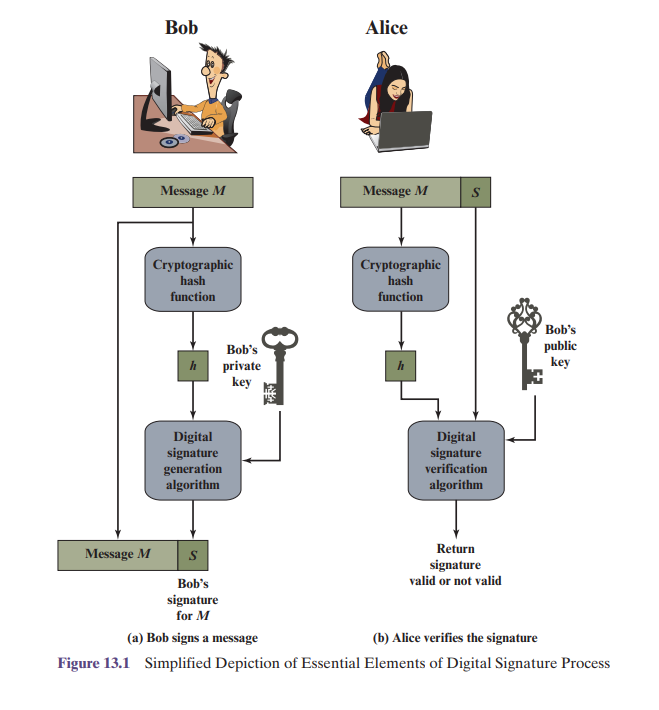 Bob
Alice
Message M
Cryptographic
hash
function
h
Bob's
private
key
Digital
signature
generation
algorithm
Message M
S
Bob's
signature
for M
(a) Bob signs a message
Message M
S
Cryptographic
hash
function
h
Bob's
public
key
Digital
signature
verification
algorithm
Return
signature
valid or not valid
(b) Alice verifies the signature
Figure 13.1 Simplified Depiction of Essential Elements of Digital Signature Process